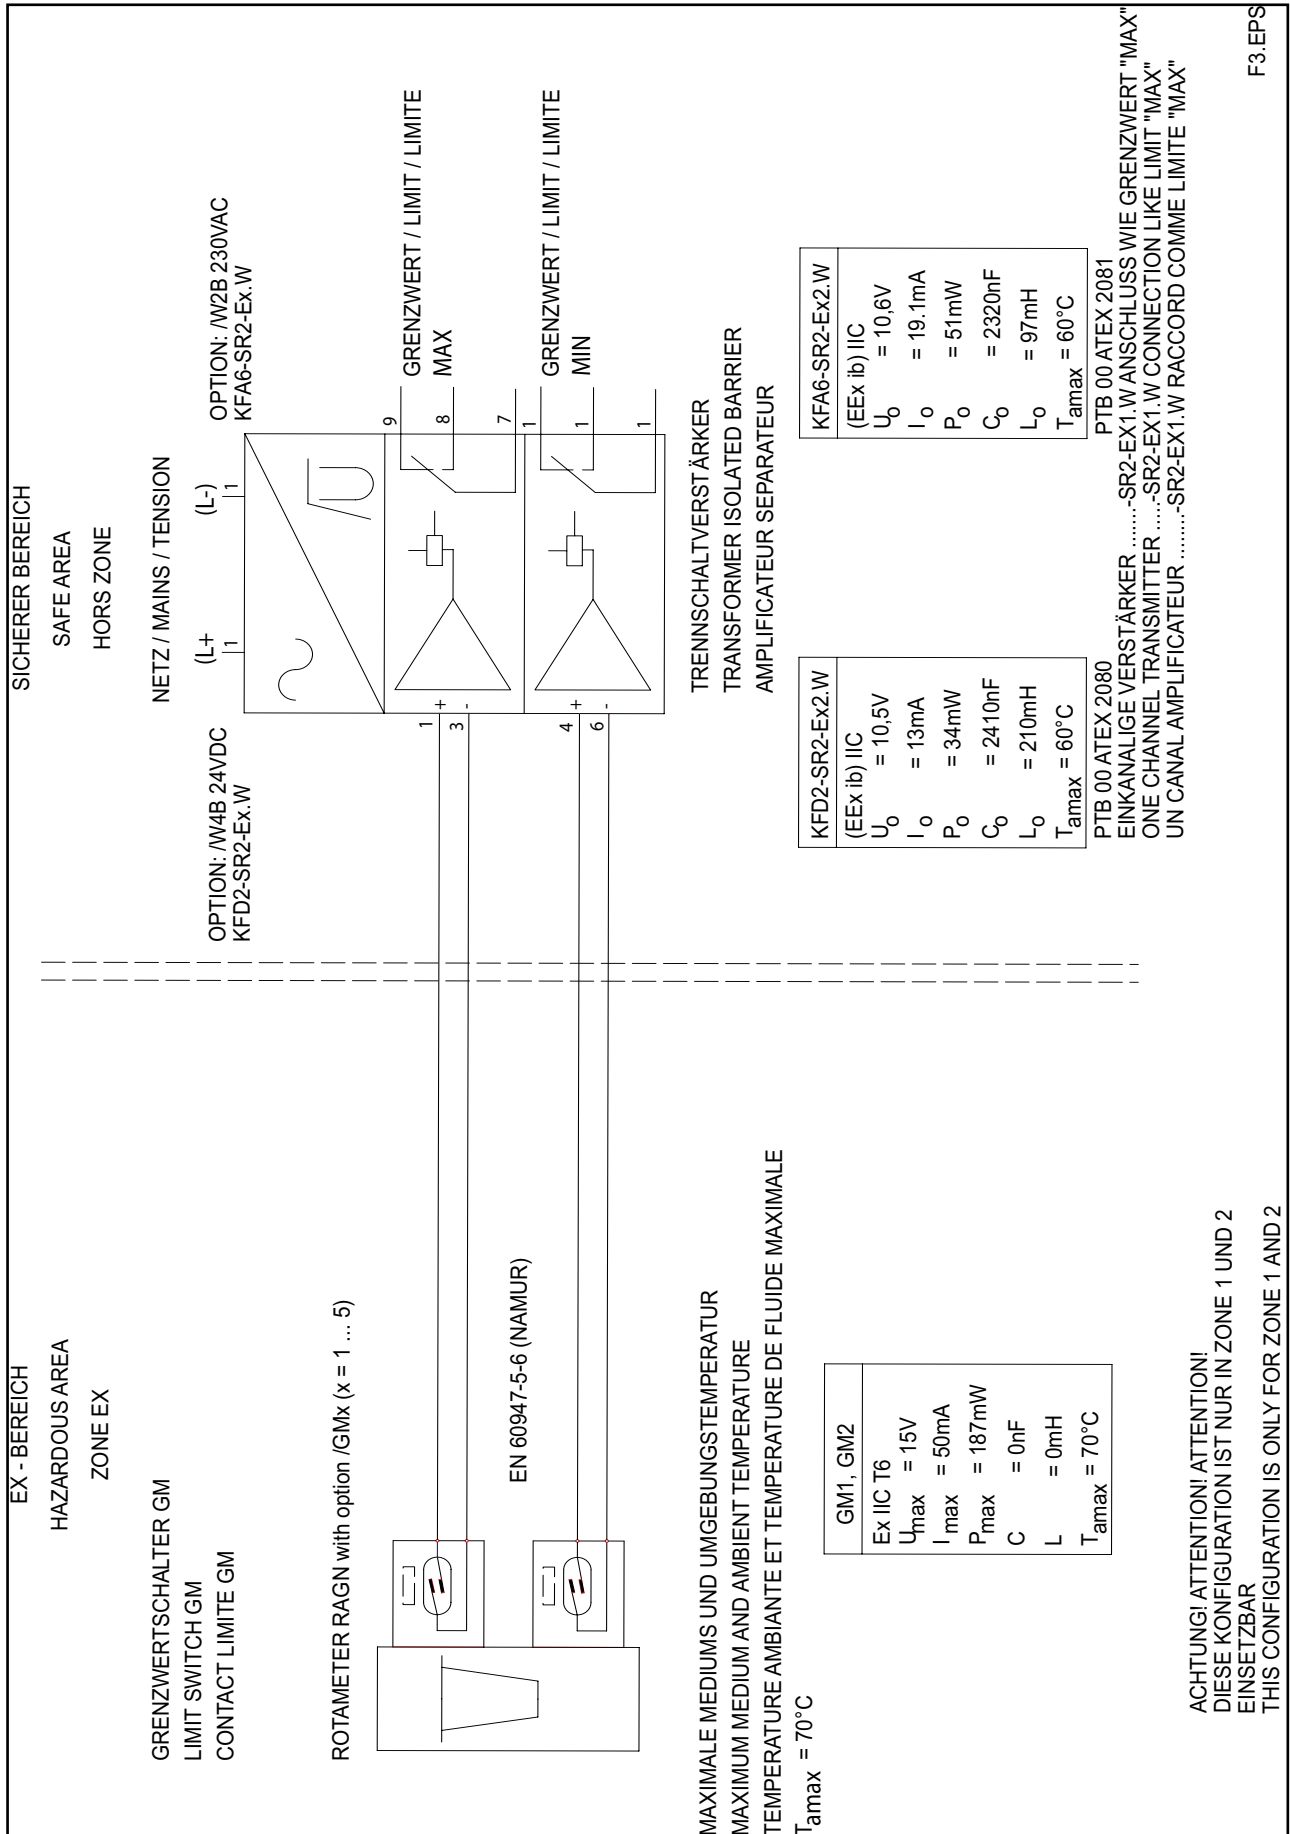 EX - BEREICH
HAZARDOUS AREA
ZONE EX
SICHERER BEREICH
SAFE AREA
HORS ZONE
GRENZWERTSCHALTER GM
LIMIT SWITCH GM
CONTACT LIMITE GM
NETZ / MAINS / TENSION
OPTION: /W4B 24VDC
KFD2-SR2-Ex.W
(L+
1
(L-)
1
OPTION: /W2B 230VAC
KFA6-SR2-Ex.W
ROTAMETER RAGN with option /GMx (x = 1 ... 5)
1
+
3
-
9
8
7
GRENZWERT / LIMIT / LIMITE
MAX
EN 60947-5-6 (NAMUR)
4
+
6
-
1
1
1
GRENZWERT / LIMIT / LIMITE
MIN
TRENNSCHALTVERSTÄRKER
TRANSFORMER ISOLATED BARRIER
AMPLIFICATEUR SEPARATEUR
MAXIMALE MEDIUMS UND UMGEBUNGSTEMPERATUR
MAXIMUM MEDIUM AND AMBIENT TEMPERATURE
TEMPERATURE AMBIANTE ET TEMPERATURE DE FLUIDE MAXIMALE
Tamax = 70°C
GM1, GM2
Ex IIC T6
Umax = 15V
Imax = 50mA
Pmax = 187mW
C = 0nF
L = 0mH
Tamax = 70°C
KFD2-SR2-Ex2.W
(EEx ib) IIC
Uo = 10,5V
Io = 13mA
Po = 34mW
Co = 2410nF
Lo = 210mH
Tamax = 60°C
PTB 00 ATEX 2080
KFA6-SR2-Ex2.W
(EEx ib) IIC
Uo = 10,6V
Io = 19.1mA
Po = 51mW
Co = 2320nF
Lo = 97mH
Tamax = 60°C
PTB 00 ATEX 2081
EINKANALIGE VERSTÄRKER ........-SR2-EX1.W ANSCHLUSS WIE GRENZWERT "MAX"
ONE CHANNEL TRANSMITTER ......-SR2-EX1.W CONNECTION LIKE LIMIT "MAX"
UN CANAL AMPLIFICATEUR .........-SR2-EX1.W RACCORD COMME LIMITE "MAX"
ACHTUNG! ATTENTION! ATTENTION!
DIESE KONFIGURATION IST NUR IN ZONE 1 UND 2
EINSETZBAR
THIS CONFIGURATION IS ONLY FOR ZONE 1 AND 2
F3.EPS